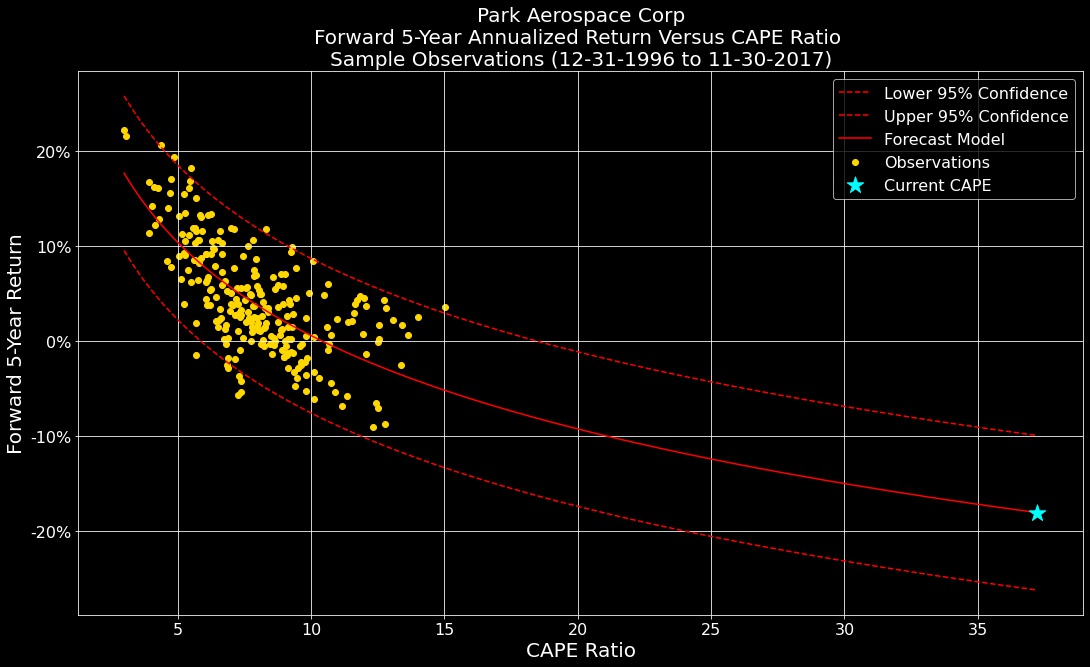 Park Aerospace Corp
Forward 5-Year Annualized Return Versus CAPE Ratio
Sample Observations (12-31-1996 to 11-30-2017)
Lower 95% Confidence
Upper 95% Confidence
Forecast Model
Observations
Current CAPE
Forward 5-Year Return
20%
10%
0%
-10%
-20%
5 10 15 20 25 30 35
CAPE Ratio